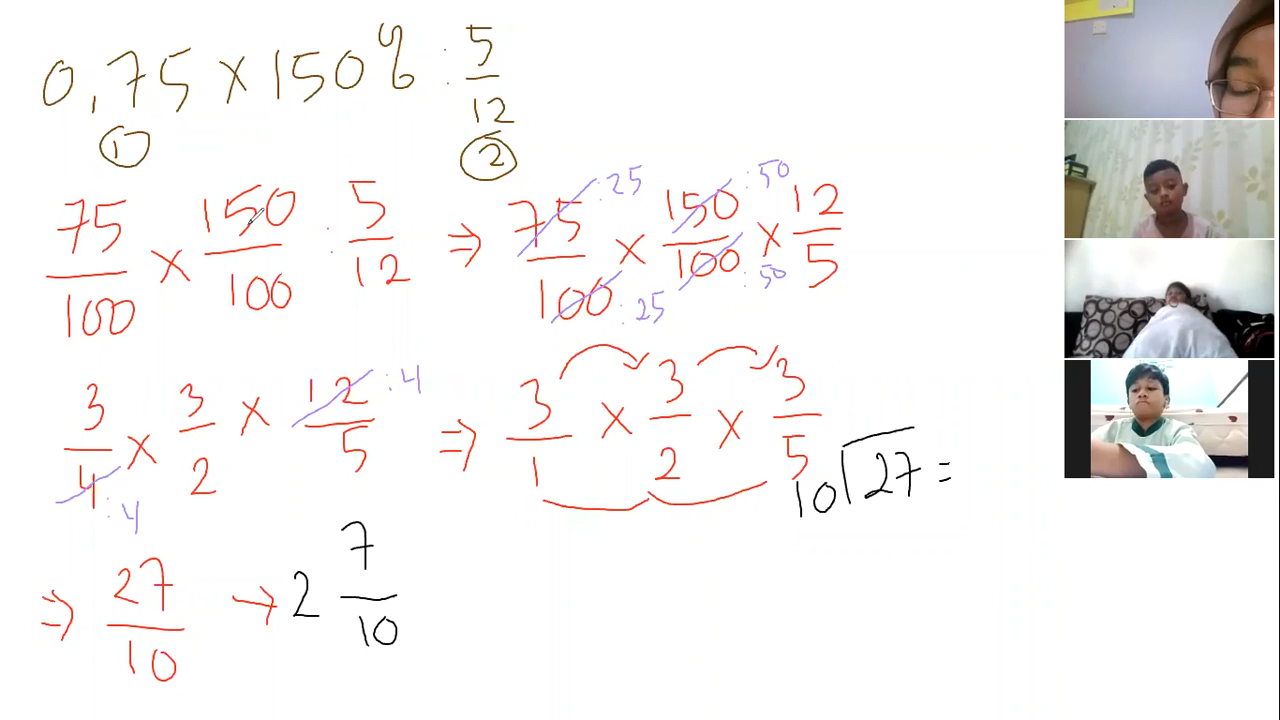 0,75 x 150% : 5/12
① ②
75/100 x 150/100 : 5/12 ⇒ 75/100 x 150/100 x 12/5
:25 :50
:25 :50
3/4 x 3/2 x 12/5 ⇒ 3/1 x 3/2 x 3/5
:4
:4
10√27 =
⇒ 27/10 → 2 7/10